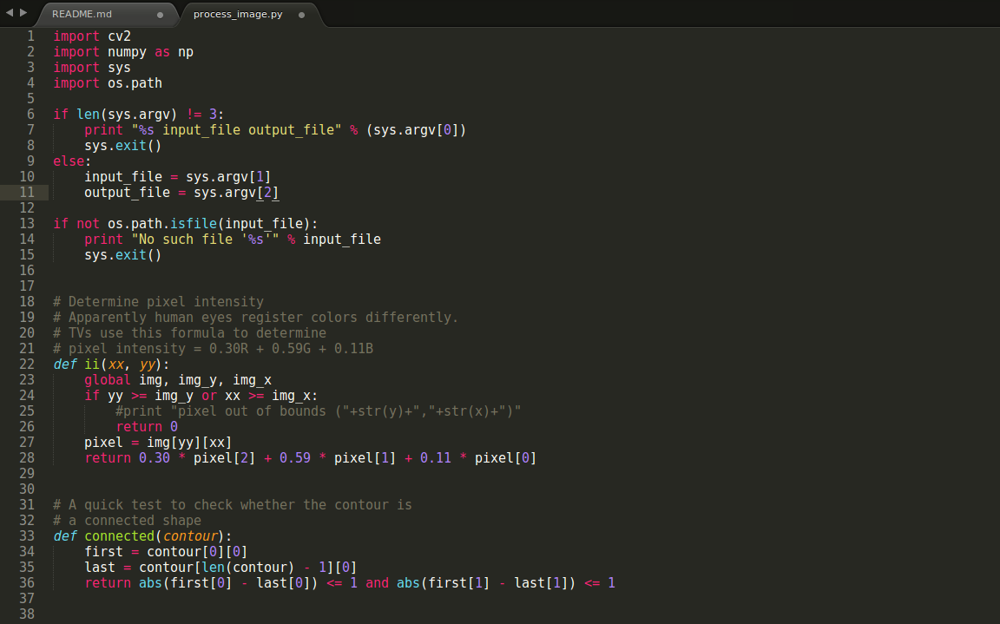 README.md
process_image.py
1 import cv2
2 import numpy as np
3 import sys
4 import os.path
5
6 if len(sys.argv) != 3:
7     print "%s input_file output_file" % (sys.argv[0])
8     sys.exit()
9 else:
10     input_file = sys.argv[1]
11     output_file = sys.argv[2]
12
13 if not os.path.isfile(input_file):
14     print "No such file '%s'" % input_file
15     sys.exit()
16
17
18 # Determine pixel intensity
19 # Apparently human eyes register colors differently.
20 # TVs use this formula to determine
21 # pixel intensity = 0.30R + 0.59G + 0.11B
22 def ii(xx, yy):
23     global img, img_y, img_x
24     if yy >= img_y or xx >= img_x:
25         #print "pixel out of bounds ("+str(y)+","+str(x)+")"
26         return 0
27     pixel = img[yy][xx]
28     return 0.30 * pixel[2] + 0.59 * pixel[1] + 0.11 * pixel[0]
29
30
31 # A quick test to check whether the contour is
32 # a connected shape
33 def connected(contour):
34     first = contour[0][0]
35     last = contour[len(contour) - 1][0]
36     return abs(first[0] - last[0]) <= 1 and abs(first[1] - last[1]) <= 1
37
38